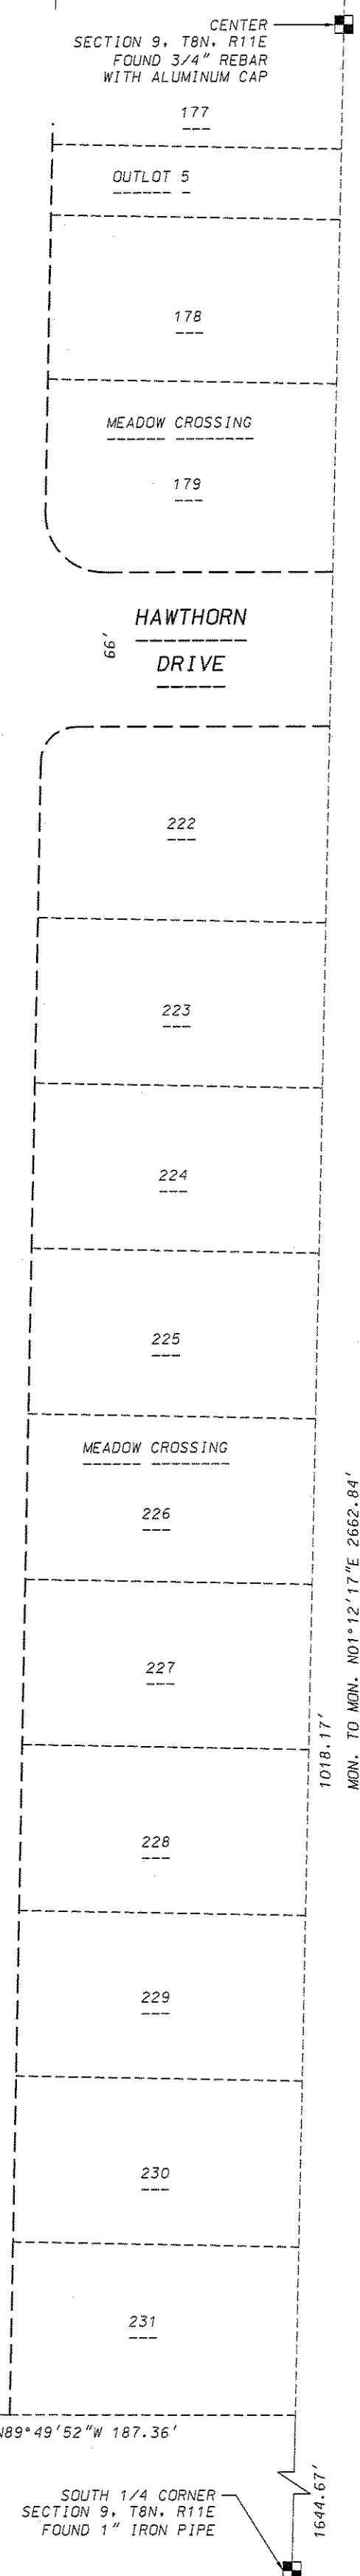 CENTER
SECTION 9, T8N, R11E
FOUND 3/4" REBAR
WITH ALUMINUM CAP
177
OUTLOT 5
178
MEADOW CROSSING
179
HAWTHORN
66'
DRIVE
222
223
224
225
MEADOW CROSSING
226
227
MON. TO MON. N01°12'17"E 2662.84'
1018.17'
228
229
230
231
N89°49'52"W 187.36'
SOUTH 1/4 CORNER
SECTION 9, T8N, R11E
FOUND 1" IRON PIPE
1644.67'